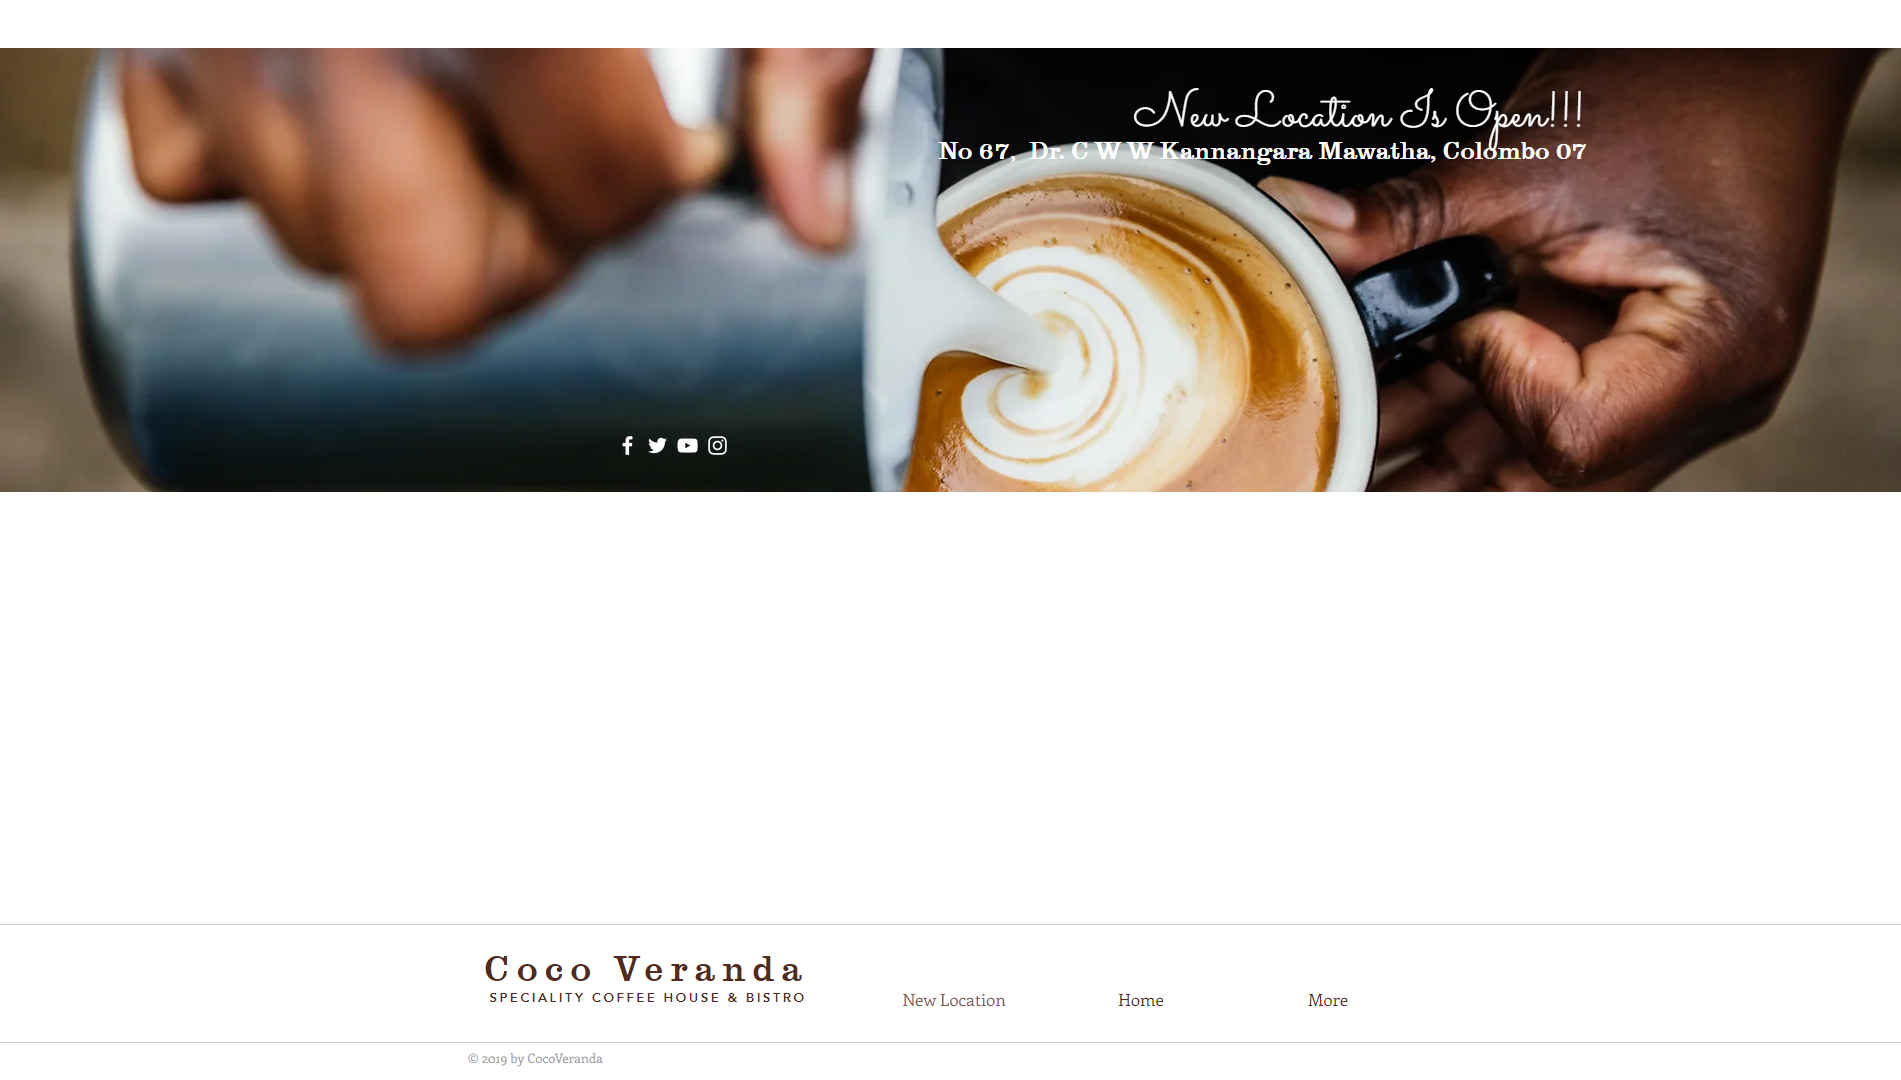 New Location Is Open!!!
No 67,  Dr. C W W Kannangara Mawatha, Colombo 07
Coco Veranda
SPECIALITY COFFEE HOUSE & BISTRO
New Location
Home
More
© 2019 by CocoVeranda